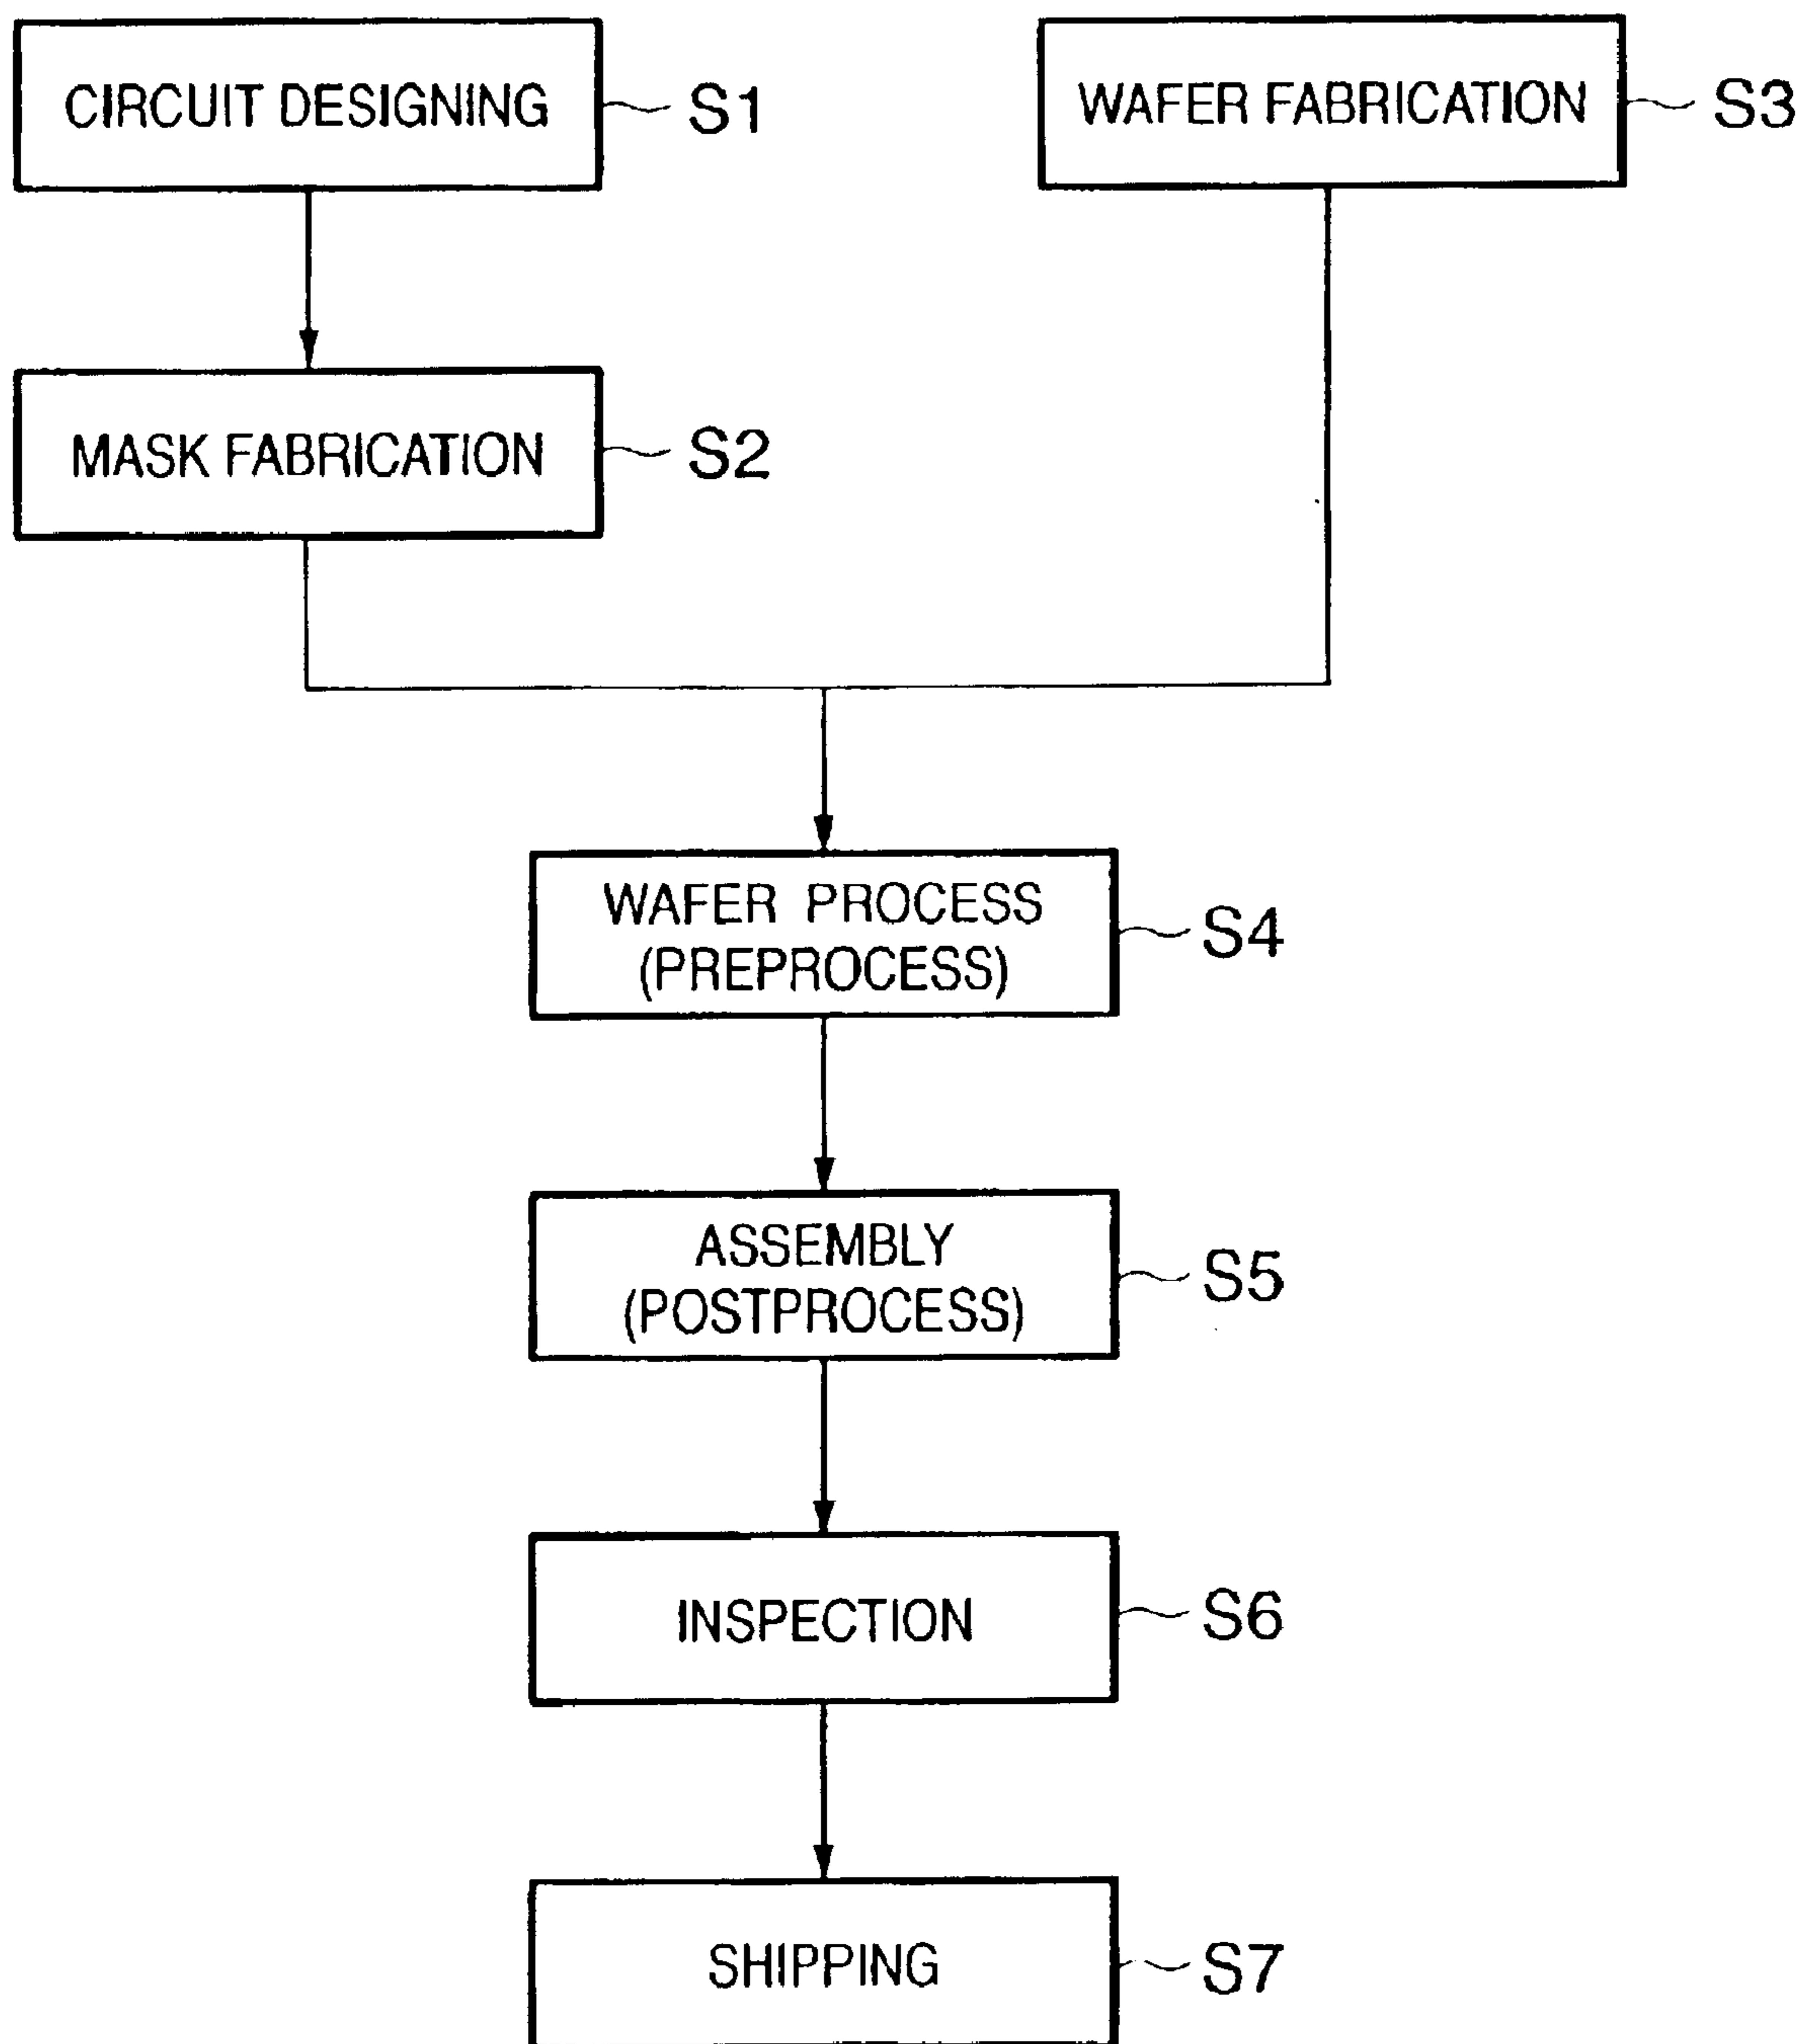 CIRCUIT DESIGNING
S1
WAFER FABRICATION
S3
MASK FABRICATION
S2
WAFER PROCESS
(PREPROCESS)
S4
ASSEMBLY
(POSTPROCESS)
S5
INSPECTION
S6
SHIPPING
S7